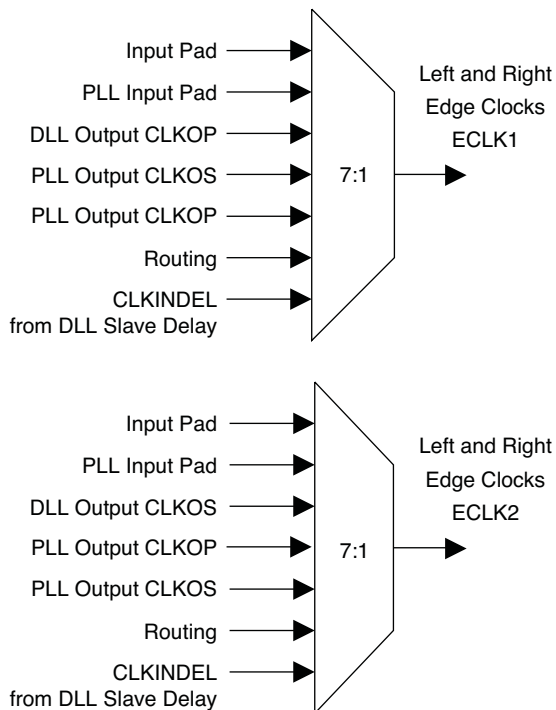 Input Pad
PLL Input Pad
DLL Output CLKOP
PLL Output CLKOS
PLL Output CLKOP
Routing
CLKINDEL
from DLL Slave Delay
7:1
Left and Right
Edge Clocks
ECLK1
Input Pad
PLL Input Pad
DLL Output CLKOS
PLL Output CLKOP
PLL Output CLKOS
Routing
CLKINDEL
from DLL Slave Delay
7:1
Left and Right
Edge Clocks
ECLK2